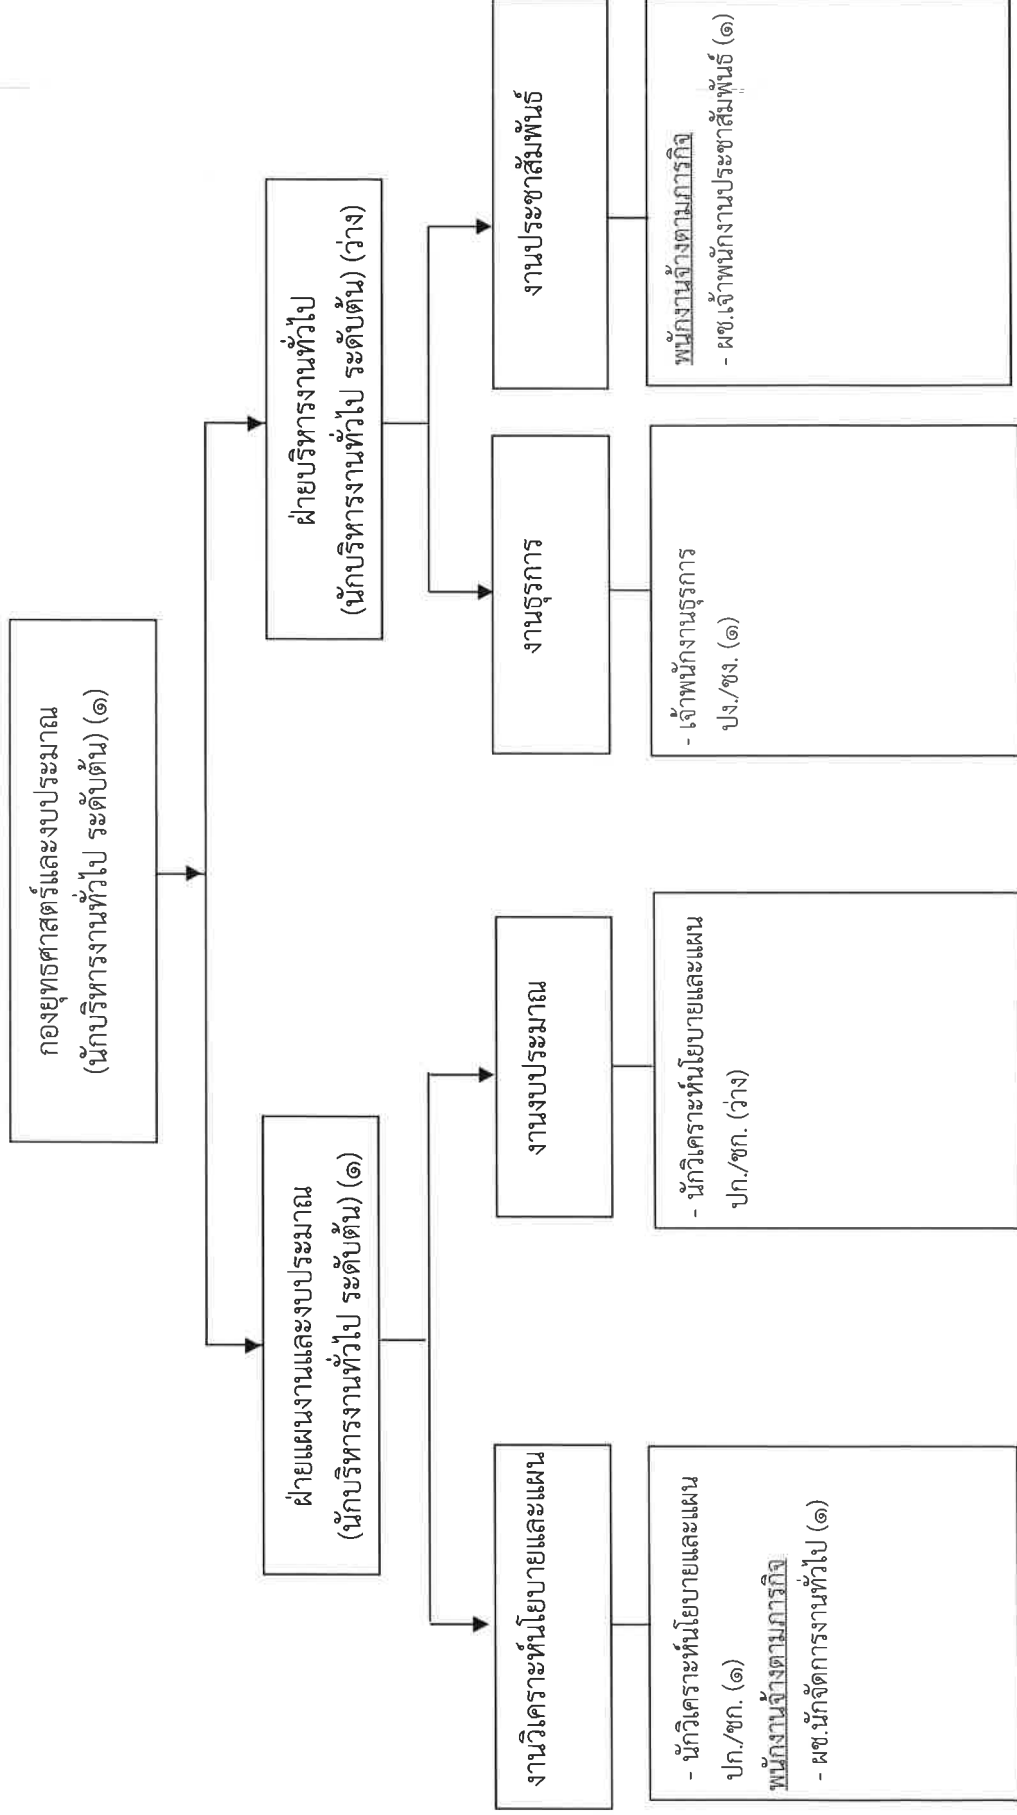 กองยุทธศาสตร์และงบประมาณ
(นักบริหารงานทั่วไป ระดับต้น) (๑)
ฝ่ายแผนงานและงบประมาณ
(นักบริหารงานทั่วไป ระดับต้น) (๑)
ฝ่ายบริหารงานทั่วไป
(นักบริหารงานทั่วไป ระดับต้น) (ว่าง)
งานวิเคราะห์นโยบายและแผน
งานงบประมาณ
งานธุรการ
งานประชาสัมพันธ์
- นักวิเคราะห์นโยบายและแผน
ปก./ชก. (๑)
พนักงานจ้างตามภารกิจ
- ผช.นักจัดการงานทั่วไป (๑)
- นักวิเคราะห์นโยบายและแผน
ปก./ชก. (ว่าง)
- เจ้าพนักงานธุรการ
ปง./ชง. (๑)
พนักงานจ้างตามภารกิจ
- ผช.เจ้าพนักงานประชาสัมพันธ์ (๑)